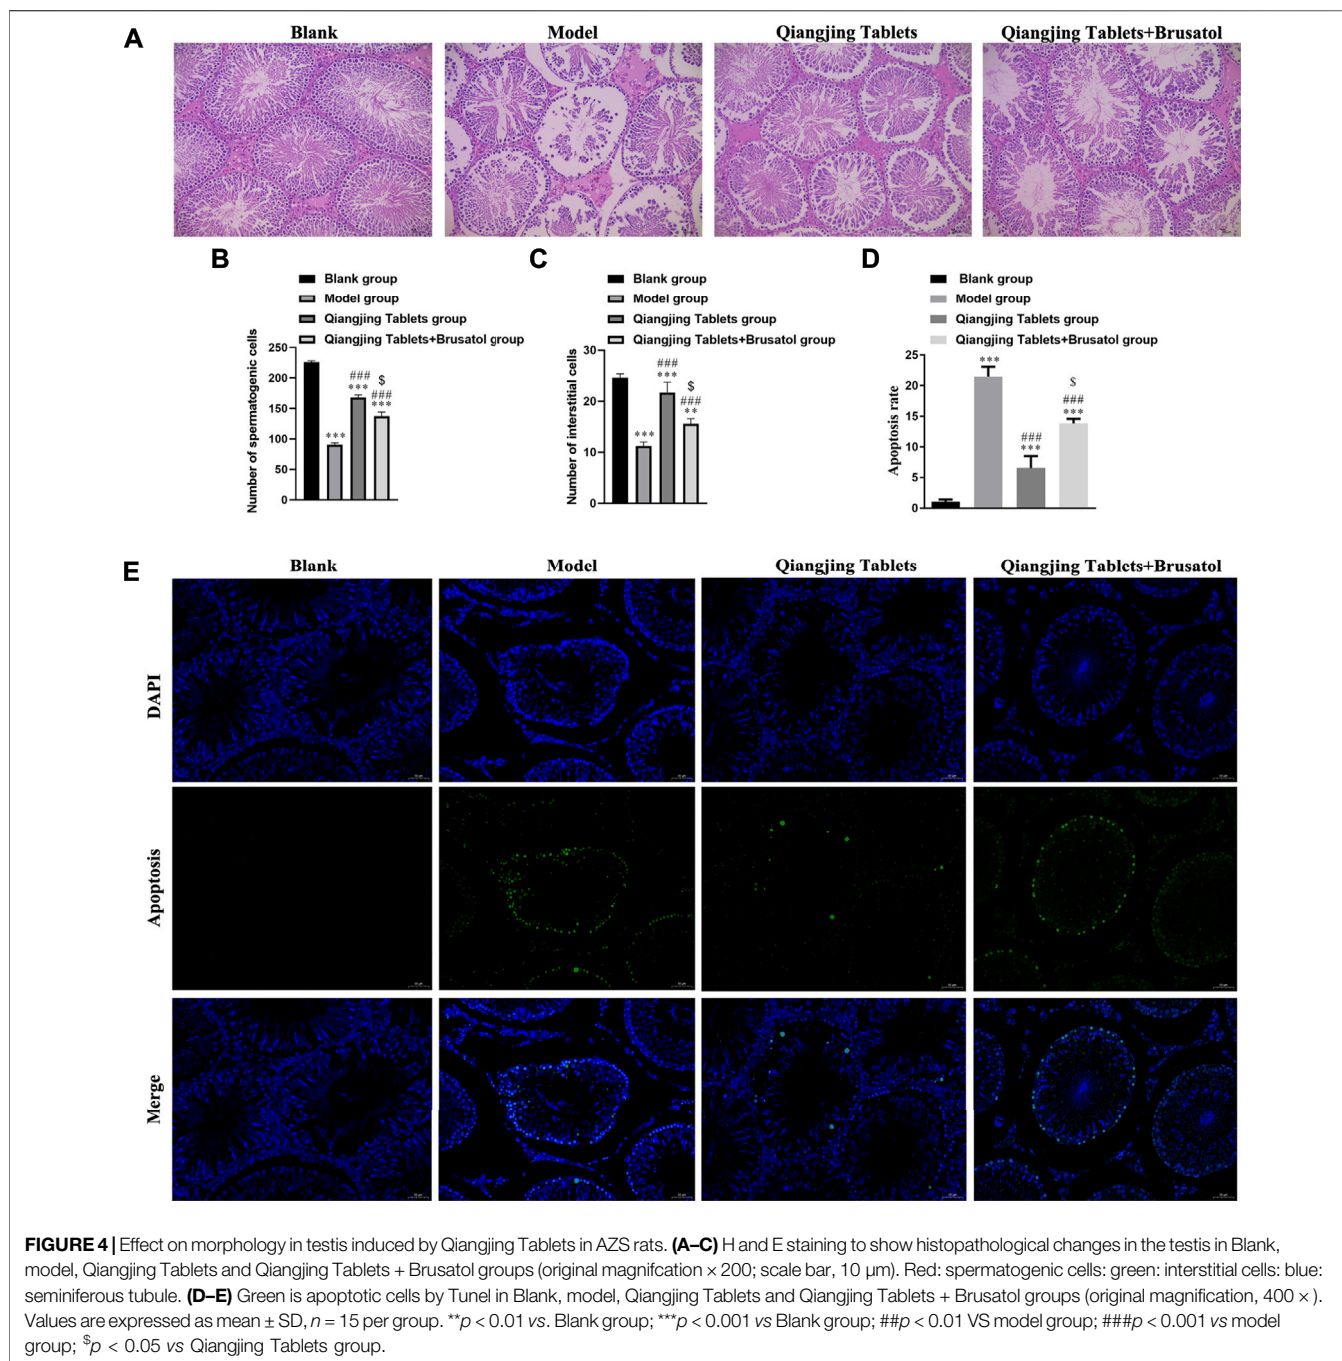 A
Blank
Model
Qiangjing Tablets
Qiangjing Tablets+Brusatol
B
Blank group
Model group
Qiangjing Tablets group
Qiangjing Tablets+Brusatol group
Number of spermatogenic cells
250
200
150
100
50
0
***
###
***
$
###
***
C
Blank group
Model group
Qiangjing Tablets group
Qiangjing Tablets+Brusatol group
Number of interstitial cells
30
20
10
0
***
###
***
$
###
**
D
Blank group
Model group
Qiangjing Tablets group
Qiangjing Tablets+Brusatol group
Apoptosis rate
25
20
15
10
5
0
***
###
***
$
###
***
E
Blank
Model
Qiangjing Tablets
Qiangjing Tablets+Brusatol
DAPI
Apoptosis
Merge
FIGURE 4 | Effect on morphology in testis induced by Qiangjing Tablets in AZS rats. (A–C) H and E staining to show histopathological changes in the testis in Blank,
model, Qiangjing Tablets and Qiangjing Tablets + Brusatol groups (original magnifcation × 200; scale bar, 10 μm). Red: spermatogenic cells: green: interstitial cells: blue:
seminiferous tubule. (D–E) Green is apoptotic cells by Tunel in Blank, model, Qiangjing Tablets and Qiangjing Tablets + Brusatol groups (original magnification, 400 × ).
Values are expressed as mean ± SD, n = 15 per group. **p < 0.01 vs. Blank group; ***p < 0.001 vs Blank group; ##p < 0.01 VS model group; ###p < 0.001 vs model
group; $p < 0.05 vs Qiangjing Tablets group.